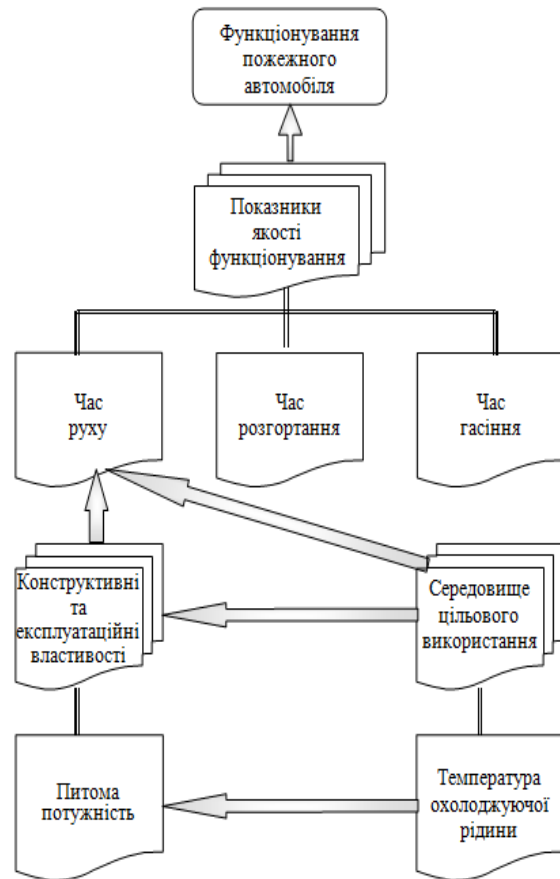 Функціонування
пожежного
автомобіля
Показники
якості
функціонування
Час
руху
Час
розгортання
Час
гасіння
Конструктивні
та
експлуатаційні
властивості
Середовище
цільового
використання
Питома
потужність
Температура
охолоджуючої
рідини